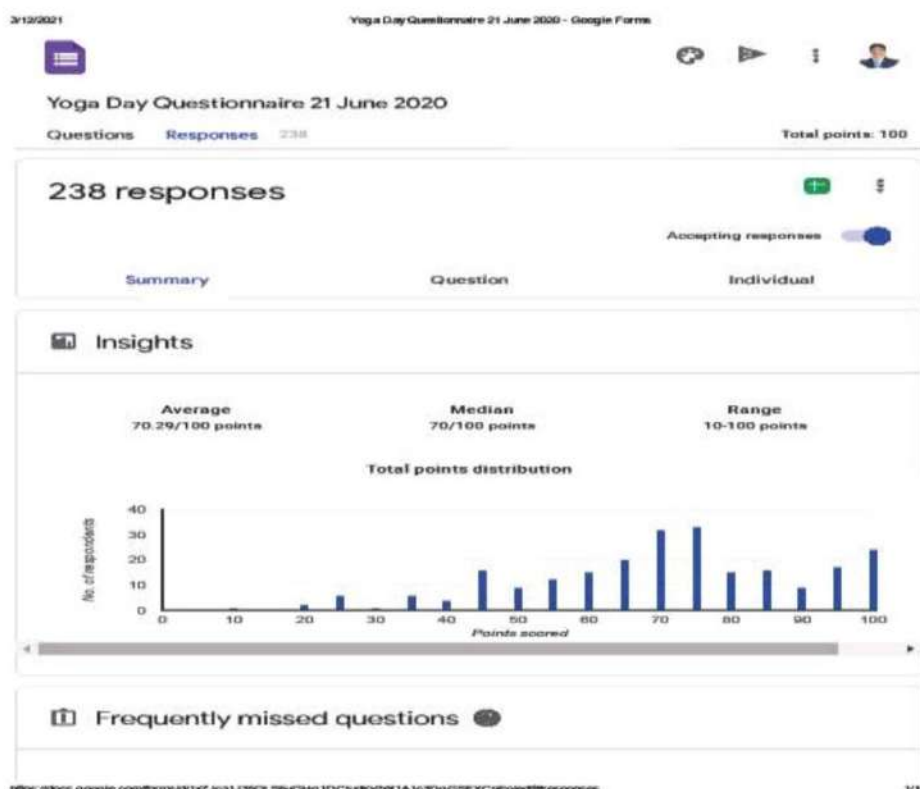 3/12/2021 Yoga Day Questionnaire 21 June 2020 - Google Forms
Yoga Day Questionnaire 21 June 2020
Questions Responses 238 Total points: 100
238 responses
Accepting responses
Summary Question Individual
Insights
Average Median Range
70.29/100 points 70/100 points 10-100 points
Total points distribution
40
30
20
10
0
No. of respondents
0 10 20 30 40 50 60 70 80 90 100
Points scored
Frequently missed questions